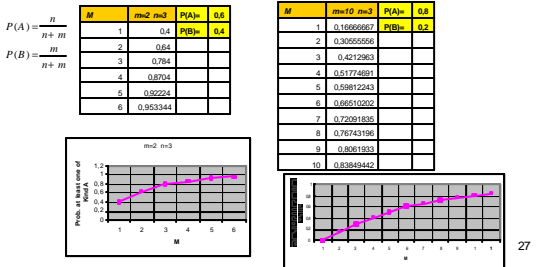 P(A) = n / n+ m
P(B) = m / n+ m
M m=2 n=3 P(A)= 0,6
1 0,4 P(B)= 0,4
2 0,64
3 0,784
4 0,8704
5 0,92224
6 0,953344
M m=10 n=3 P(A)= 0,8
1 0,16666667 P(B)= 0,2
2 0,30555556
3 0,4212963
4 0,51774691
5 0,59812243
6 0,66510202
7 0,72091835
8 0,76743196
9 0,8061933
10 0,83849442
m=2 n=3
Prob. at least one of
Kind A
1,2
1
0,8
0,6
0,4
0,2
0
1 2 3 4 5 6
M
1
0
1 2 3 4 5 6 7 8 9 1 1
M
27